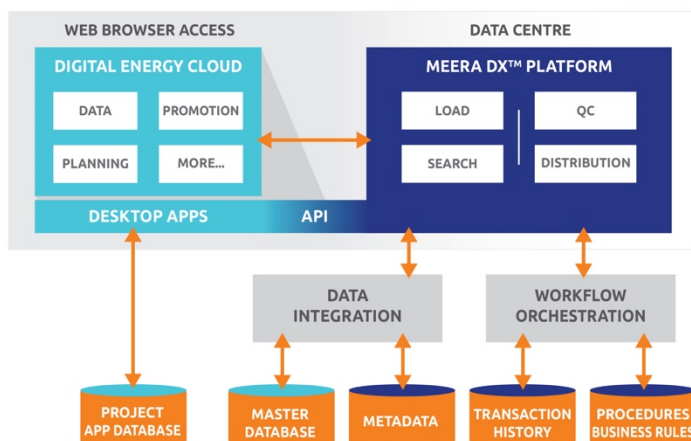 WEB BROWSER ACCESS
DATA CENTRE
DIGITAL ENERGY CLOUD
MEERA DX™ PLATFORM
DATA
PROMOTION
LOAD
QC
PLANNING
MORE...
SEARCH
DISTRIBUTION
DESKTOP APPS
API
DATA
INTEGRATION
WORKFLOW
ORCHESTRATION
PROJECT
APP DATABASE
MASTER
DATABASE
METADATA
TRANSACTION
HISTORY
PROCEDURES
BUSINESS RULES